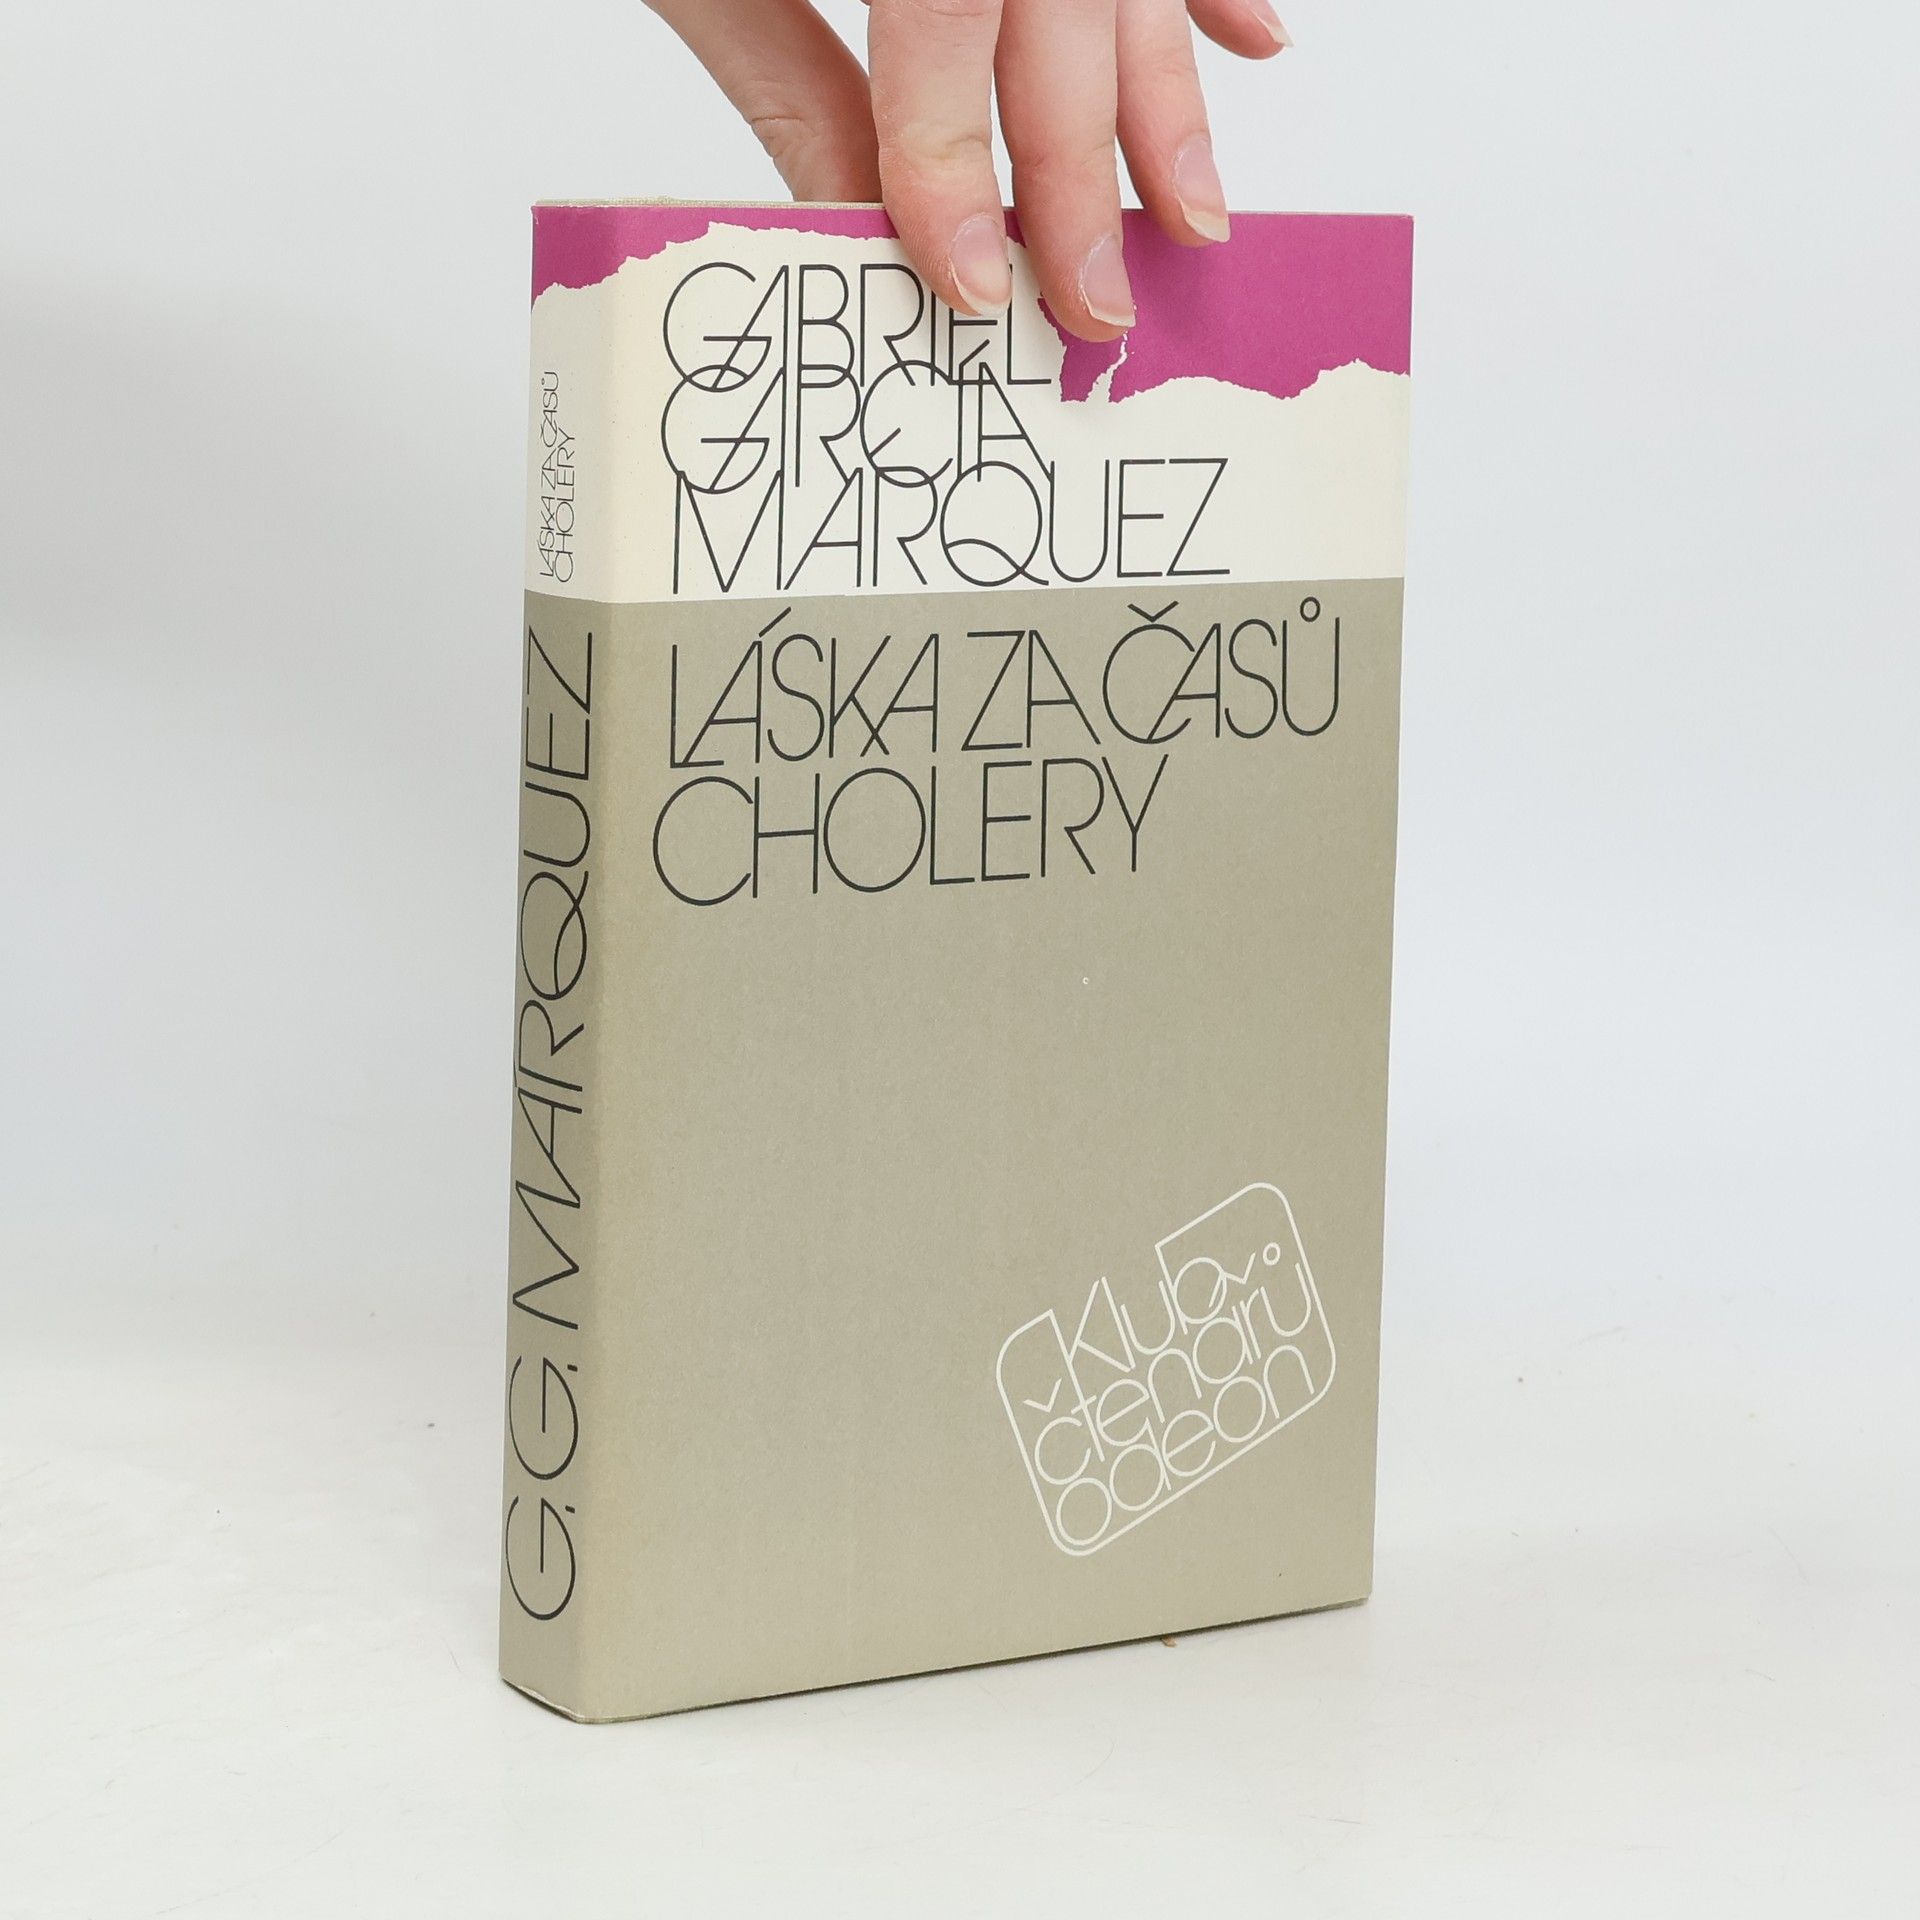 GABRIEL
GARCÍA
MÁRQUEZ
LÁSKA ZA ČASŮ
CHOLERY
Klub
čtenářů
odeon
LÁSKA ZA ČASŮ
CHOLERY
G.G. MÁRQUEZ